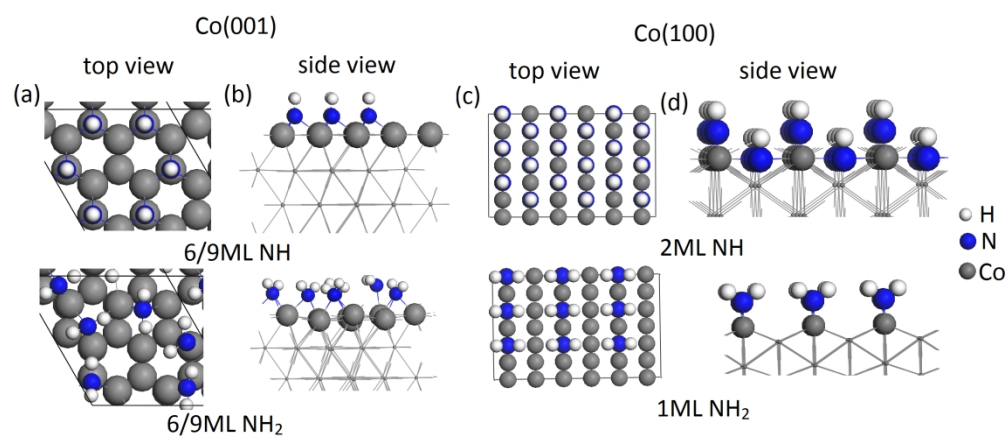 Co(001)
Co(100)
top view
side view
top view
side view
(a)
(b)
(c)
(d)
6/9ML NH
2ML NH
H
N
Co
6/9ML NH₂
1ML NH₂